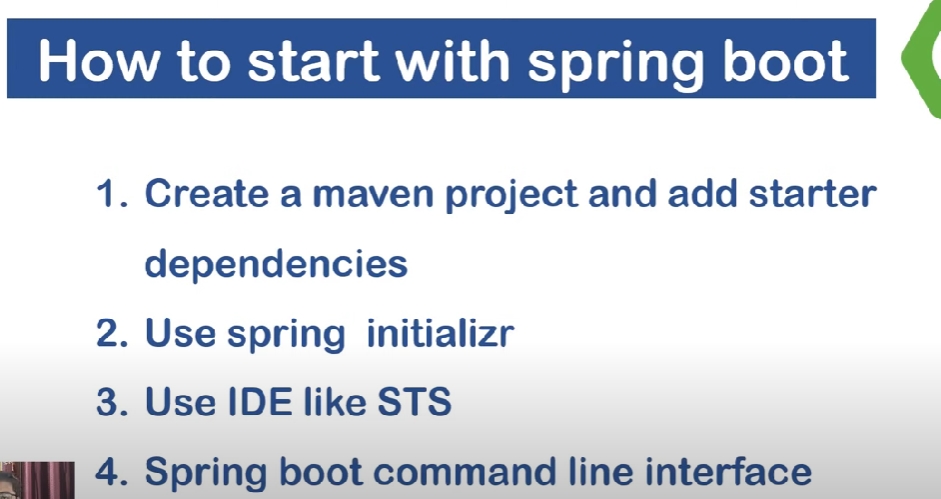 How to start with spring boot
1. Create a maven project and add starter
dependencies
2. Use spring initializr
3. Use IDE like STS
4. Spring boot command line interface